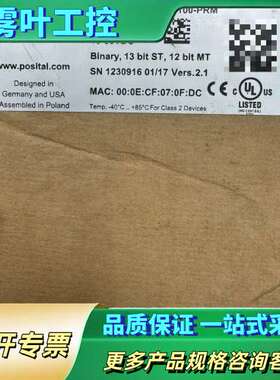 雾叶工控
100-PRM
www.posital.com
Binary, 13 bit ST, 12 bit MT
SN 1230916 01/17 Vers.2.1
Designed in
Germany and USA
Assembled in Poland
MAC: 00:0E:CF:07:0F:DC
Temp. -40°C .. +85°C For Class 2 Devices
LISTED
开专票
品质保证 一站式采
更多产品规格咨询客